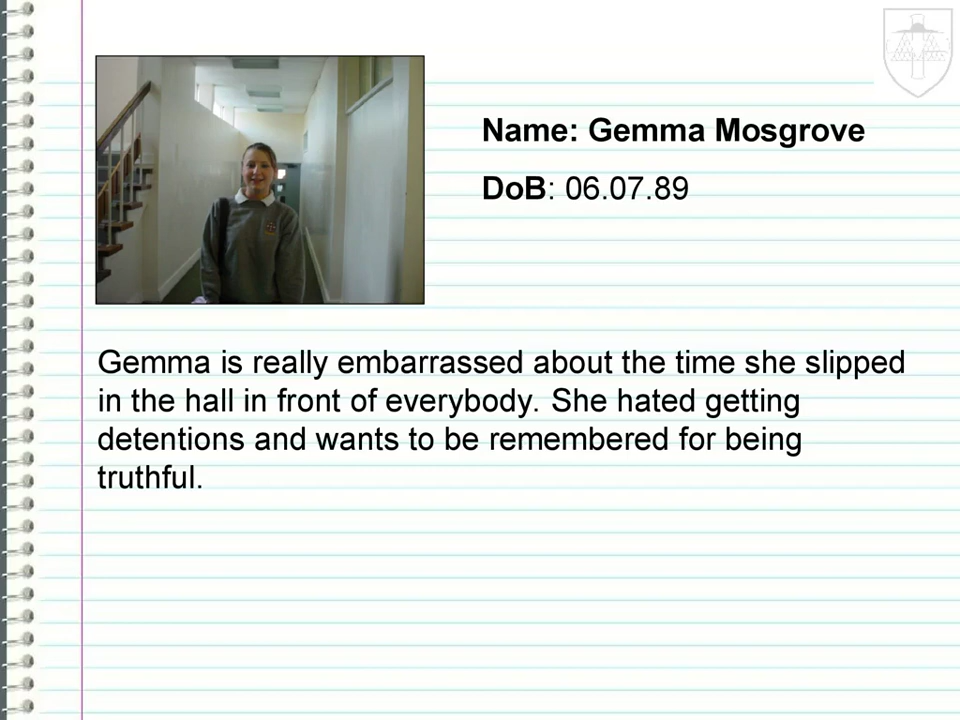 Name: Gemma Mosgrove
DoB: 06.07.89
Gemma is really embarrassed about the time she slipped
in the hall in front of everybody. She hated getting
detentions and wants to be remembered for being
truthful.